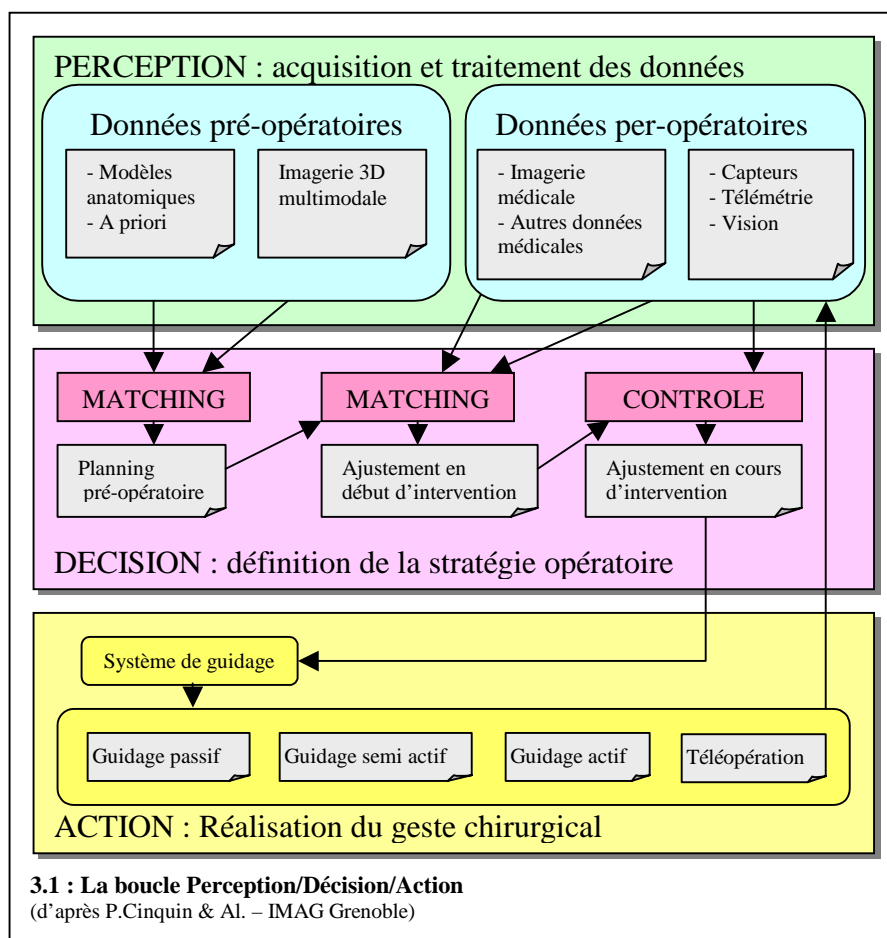 PERCEPTION : acquisition et traitement des données
Données pré-opératoires
- Modèles
anatomiques
- A priori
Imagerie 3D
multimodale
Données per-opératoires
- Imagerie
médicale
- Autres données
médicales
- Capteurs
- Télémétrie
- Vision
MATCHING
MATCHING
CONTROLE
Planning
pré-opératoire
Ajustement en
début d’intervention
Ajustement en cours
d’intervention
DECISION : définition de la stratégie opératoire
Système de guidage
Guidage passif
Guidage semi actif
Guidage actif
Téléopération
ACTION : Réalisation du geste chirurgical
3.1 : La boucle Perception/Décision/Action
(d’après P.Cinquin & Al. – IMAG Grenoble)